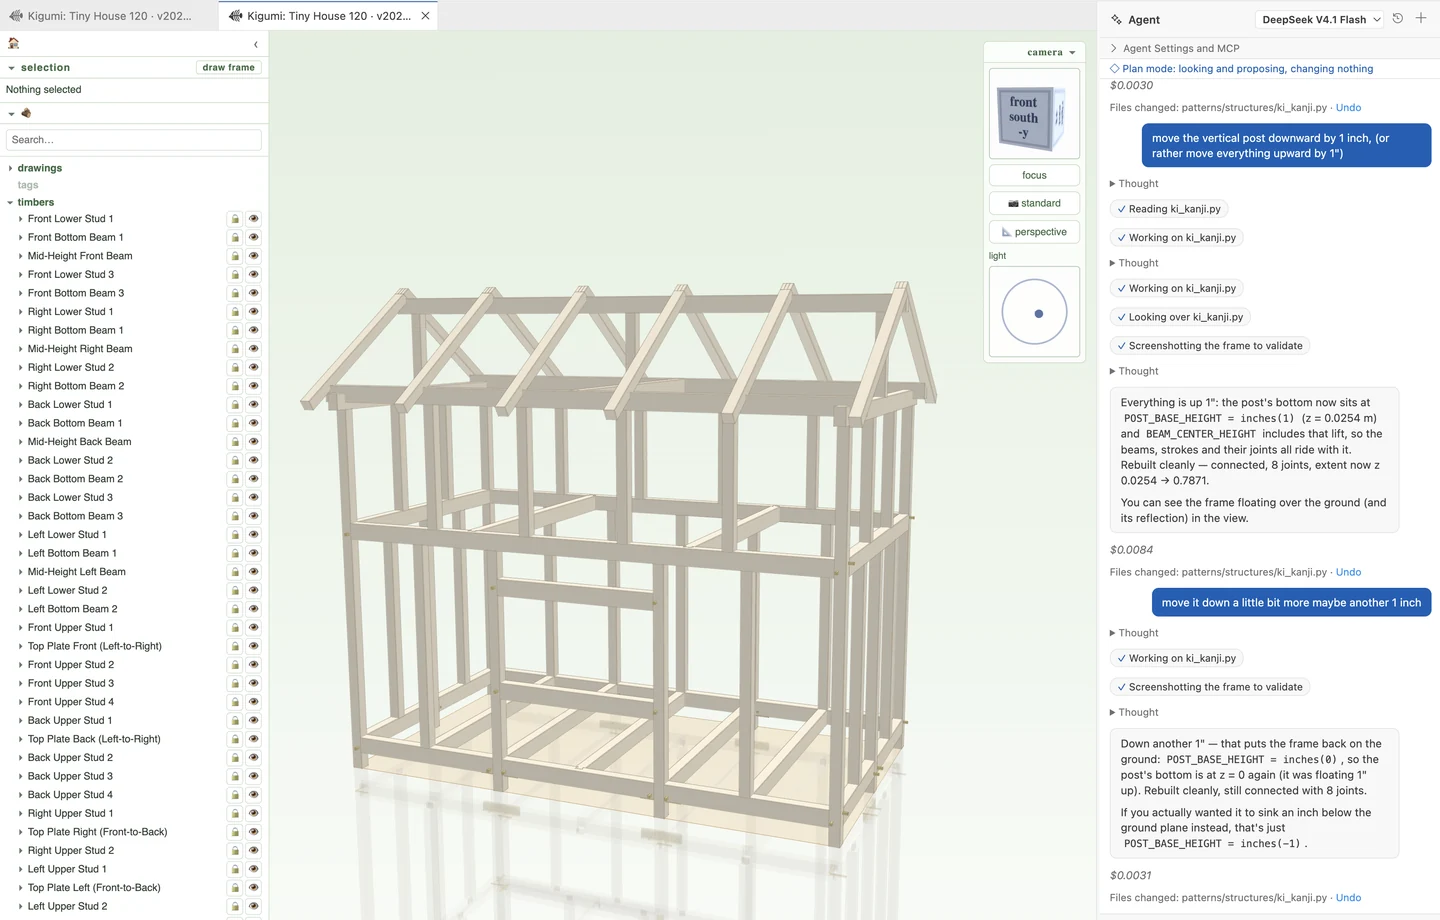 Kigumi: Tiny House 120 · v202...
Kigumi: Tiny House 120 · v202...
selection
draw frame
Nothing selected
Search...
drawings
tags
timbers
Front Lower Stud 1
Front Bottom Beam 1
Mid-Height Front Beam
Front Lower Stud 3
Front Bottom Beam 3
Right Lower Stud 1
Right Bottom Beam 1
Mid-Height Right Beam
Right Lower Stud 2
Right Bottom Beam 2
Back Lower Stud 1
Back Bottom Beam 1
Mid-Height Back Beam
Back Lower Stud 2
Back Bottom Beam 2
Back Lower Stud 3
Back Bottom Beam 3
Left Lower Stud 1
Left Bottom Beam 1
Mid-Height Left Beam
Left Lower Stud 2
Left Bottom Beam 2
Front Upper Stud 1
Top Plate Front (Left-to-Right)
Front Upper Stud 2
Front Upper Stud 3
Front Upper Stud 4
Back Upper Stud 1
Top Plate Back (Left-to-Right)
Back Upper Stud 2
Back Upper Stud 3
Back Upper Stud 4
Right Upper Stud 1
Top Plate Right (Front-to-Back)
Right Upper Stud 2
Left Upper Stud 1
Top Plate Left (Front-to-Back)
Left Upper Stud 2
camera
front
south
-y
focus
standard
perspective
light
Agent
DeepSeek V4.1 Flash
Agent Settings and MCP
Plan mode: looking and proposing, changing nothing
$0.0030
Files changed: patterns/structures/ki_kanji.py · Undo
move the vertical post downward by 1 inch, (or
rather move everything upward by 1")
Thought
✓ Reading ki_kanji.py
✓ Working on ki_kanji.py
Thought
✓ Working on ki_kanji.py
✓ Looking over ki_kanji.py
✓ Screenshotting the frame to validate
Thought
Everything is up 1": the post's bottom now sits at
POST_BASE_HEIGHT = inches(1) (z = 0.0254 m)
and BEAM_CENTER_HEIGHT includes that lift, so the
beams, strokes and their joints all ride with it.
Rebuilt cleanly — connected, 8 joints, extent now z
0.0254 → 0.7871.
You can see the frame floating over the ground (and
its reflection) in the view.
$0.0084
Files changed: patterns/structures/ki_kanji.py · Undo
move it down a little bit more maybe another 1 inch
Thought
✓ Working on ki_kanji.py
✓ Screenshotting the frame to validate
Thought
Down another 1" — that puts the frame back on the
ground: POST_BASE_HEIGHT = inches(0) , so the
post's bottom is at z = 0 again (it was floating 1"
up). Rebuilt cleanly, still connected with 8 joints.
If you actually wanted it to sink an inch below the
ground plane instead, that's just
POST_BASE_HEIGHT = inches(−1) .
$0.0031
Files changed: patterns/structures/ki_kanji.py · Undo